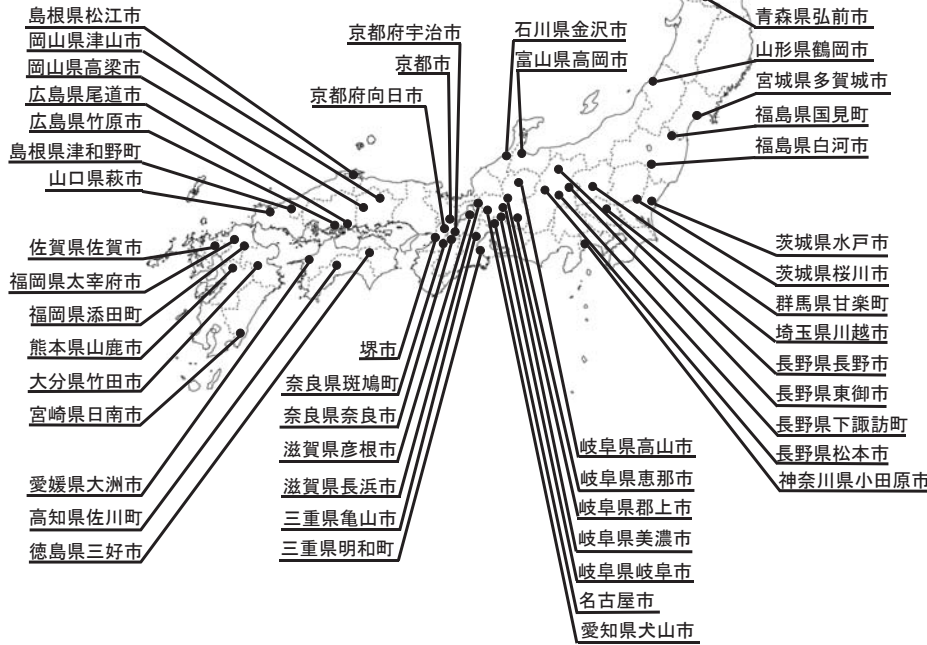 島根県松江市
岡山県津山市
岡山県高梁市
広島県尾道市
広島県竹原市
島根県津和野町
山口県萩市
佐賀県佐賀市
福岡県太宰府市
福岡県添田町
熊本県山鹿市
大分県竹田市
宮崎県日南市
愛媛県大洲市
高知県佐川町
徳島県三好市
京都府宇治市
京都市
京都府向日市
堺市
奈良県斑鳩町
奈良県奈良市
滋賀県彦根市
滋賀県長浜市
三重県亀山市
三重県明和町
石川県金沢市
富山県高岡市
岐阜県高山市
岐阜県恵那市
岐阜県郡上市
岐阜県美濃市
岐阜県岐阜市
名古屋市
愛知県犬山市
青森県弘前市
山形県鶴岡市
宮城県多賀城市
福島県国見町
福島県白河市
茨城県水戸市
茨城県桜川市
群馬県甘楽町
埼玉県川越市
長野県長野市
長野県東御市
長野県下諏訪町
長野県松本市
神奈川県小田原市